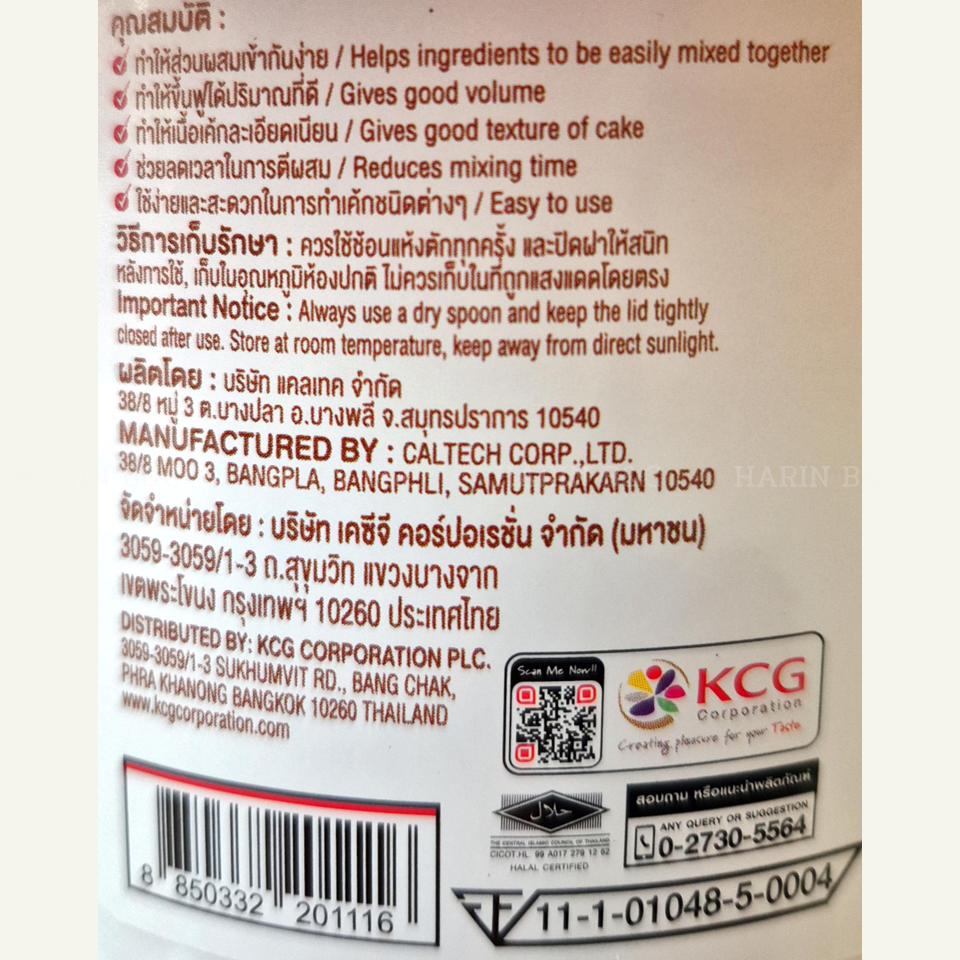 คุณสมบัติ :
ทำให้ส่วนผสมเข้ากันง่าย / Helps ingredients to be easily mixed together
ทำให้ขึ้นฟูได้ปริมาณที่ดี / Gives good volume
ทำให้เนื้อเค้กละเอียดเนียน / Gives good texture of cake
ช่วยลดเวลาในการตีผสม / Reduces mixing time
ใช้ง่ายและสะดวกในการทำเค้กชนิดต่างๆ / Easy to use
วิธีการเก็บรักษา : ควรใช้ช้อนแห้งตักทุกครั้ง และปิดฝาให้สนิท
หลังการใช้, เก็บในอุณหภูมิห้องปกติ ไม่ควรเก็บในที่ถูกแสงแดดโดยตรง
Important Notice : Always use a dry spoon and keep the lid tightly
closed after use. Store at room temperature, keep away from direct sunlight.
ผลิตโดย : บริษัท แคลเทค จำกัด
38/8 หมู่ 3 ต.บางปลา อ.บางพลี จ.สมุทรปราการ 10540
MANUFACTURED BY : CALTECH CORP.,LTD.
38/8 MOO 3, BANGPLA, BANGPHLI, SAMUTPRAKARN 10540
HARIN B
จัดจำหน่ายโดย : บริษัท เคซีจี คอร์ปอเรชั่น จำกัด (มหาชน)
3059-3059/1-3 ถ.สุขุมวิท แขวงบางจาก
เขตพระโขนง กรุงเทพฯ 10260 ประเทศไทย
DISTRIBUTED BY: KCG CORPORATION PLC.
3059-3059/1-3 SUKHUMVIT RD., BANG CHAK,
PHRA KHANONG BANGKOK 10260 THAILAND
www.kcgcorporation.com
Scan Me Now!!
KCG
Corporation
Creating pleasure for your Taste
สอบถาม หรือแนะนำผลิตภัณฑ์
ANY QUERY OR SUGGESTION
0-2730-5564
حلال
THE CENTRAL ISLAMIC COUNCIL OF THAILAND
CICOT.HL 99 A017 279 12 62
HALAL CERTIFIED
8 850332 201116
11-1-01048-5-0004